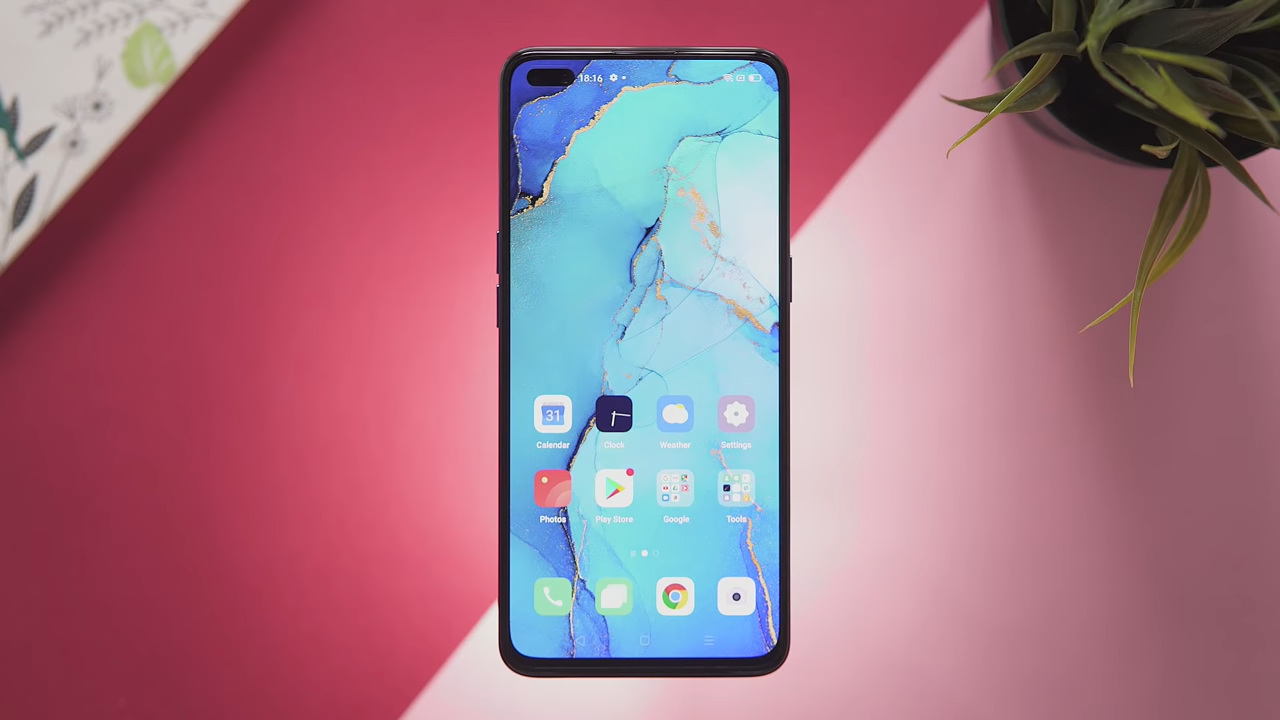 18:16
31
Calendar
Clock
Weather
Settings
Photos
Play Store
Google
Tools